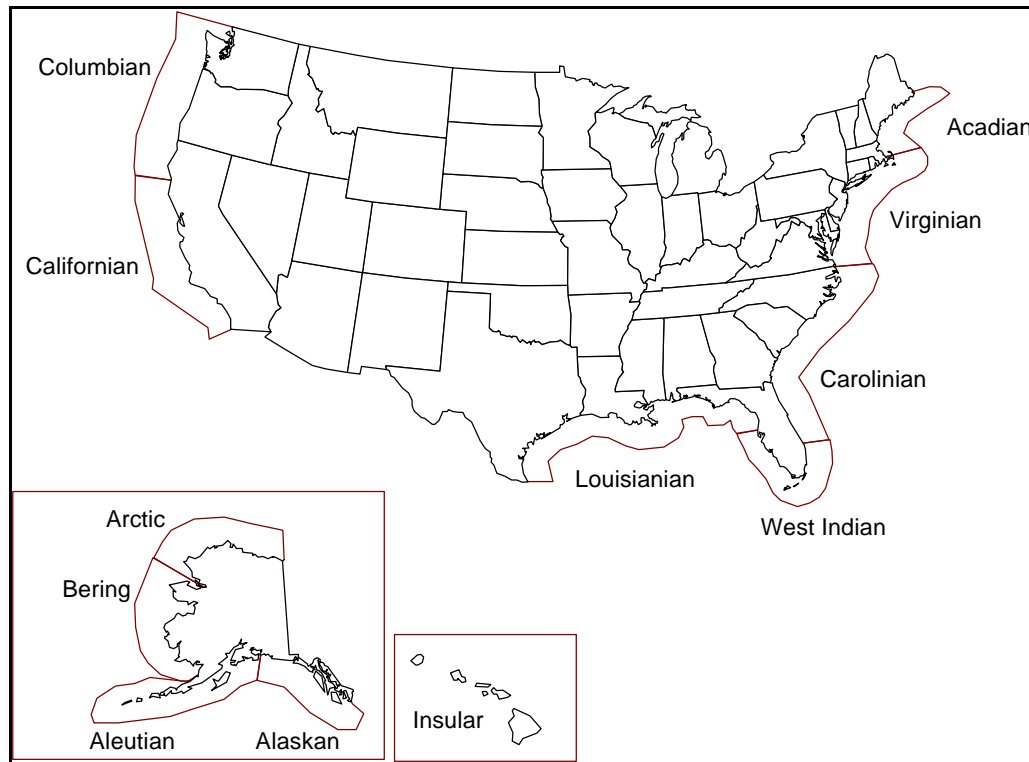 Columbian
Acadian
Virginian
Californian
Carolinian
Louisianian
West Indian
Arctic
Bering
Insular
Aleutian
Alaskan